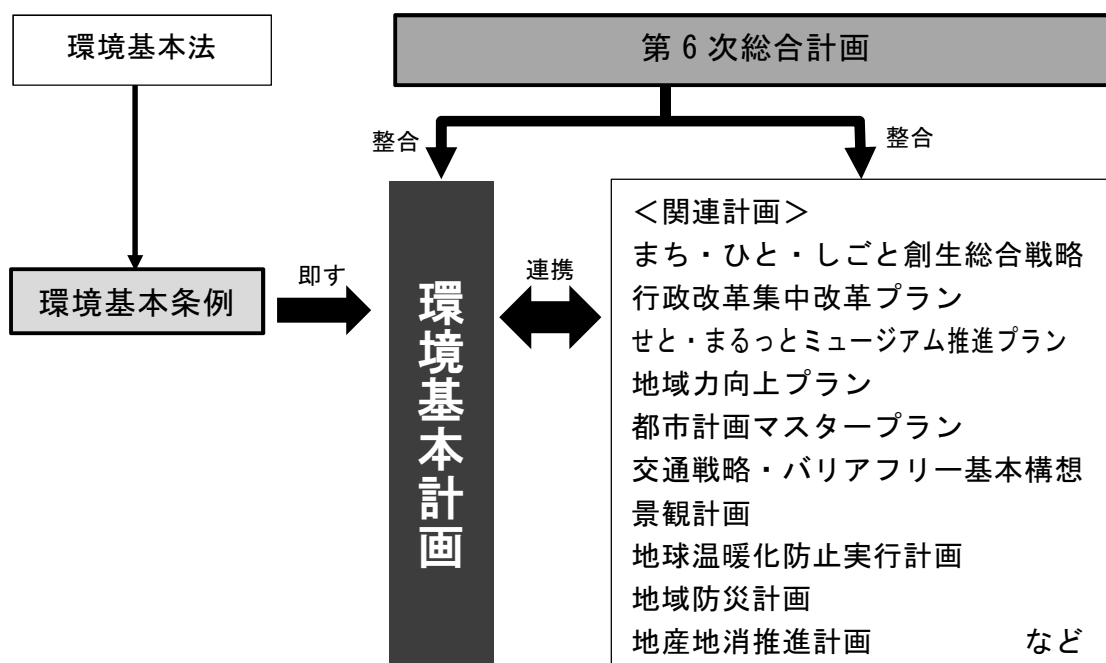 環境基本法
第6次総合計画
整合
整合
環境基本条例
即す
環境基本計画
連携
＜関連計画＞
まち・ひと・しごと創生総合戦略
行政改革集中改革プラン
せと・まるっとミュージアム推進プラン
地域力向上プラン
都市計画マスタープラン
交通戦略・バリアフリー基本構想
景観計画
地球温暖化防止実行計画
地域防災計画
地産地消推進計画　　　　　など